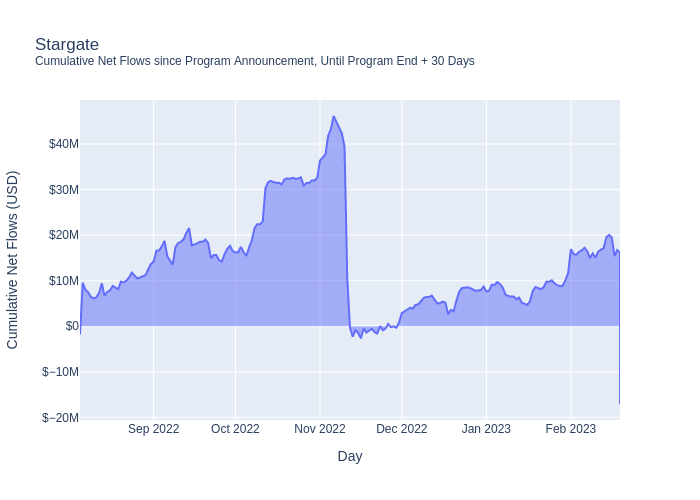 Stargate
Cumulative Net Flows since Program Announcement, Until Program End + 30 Days
Cumulative Net Flows (USD)
$40M
$30M
$20M
$10M
$0
$−10M
$−20M
Sep 2022 Oct 2022 Nov 2022 Dec 2022 Jan 2023 Feb 2023
Day